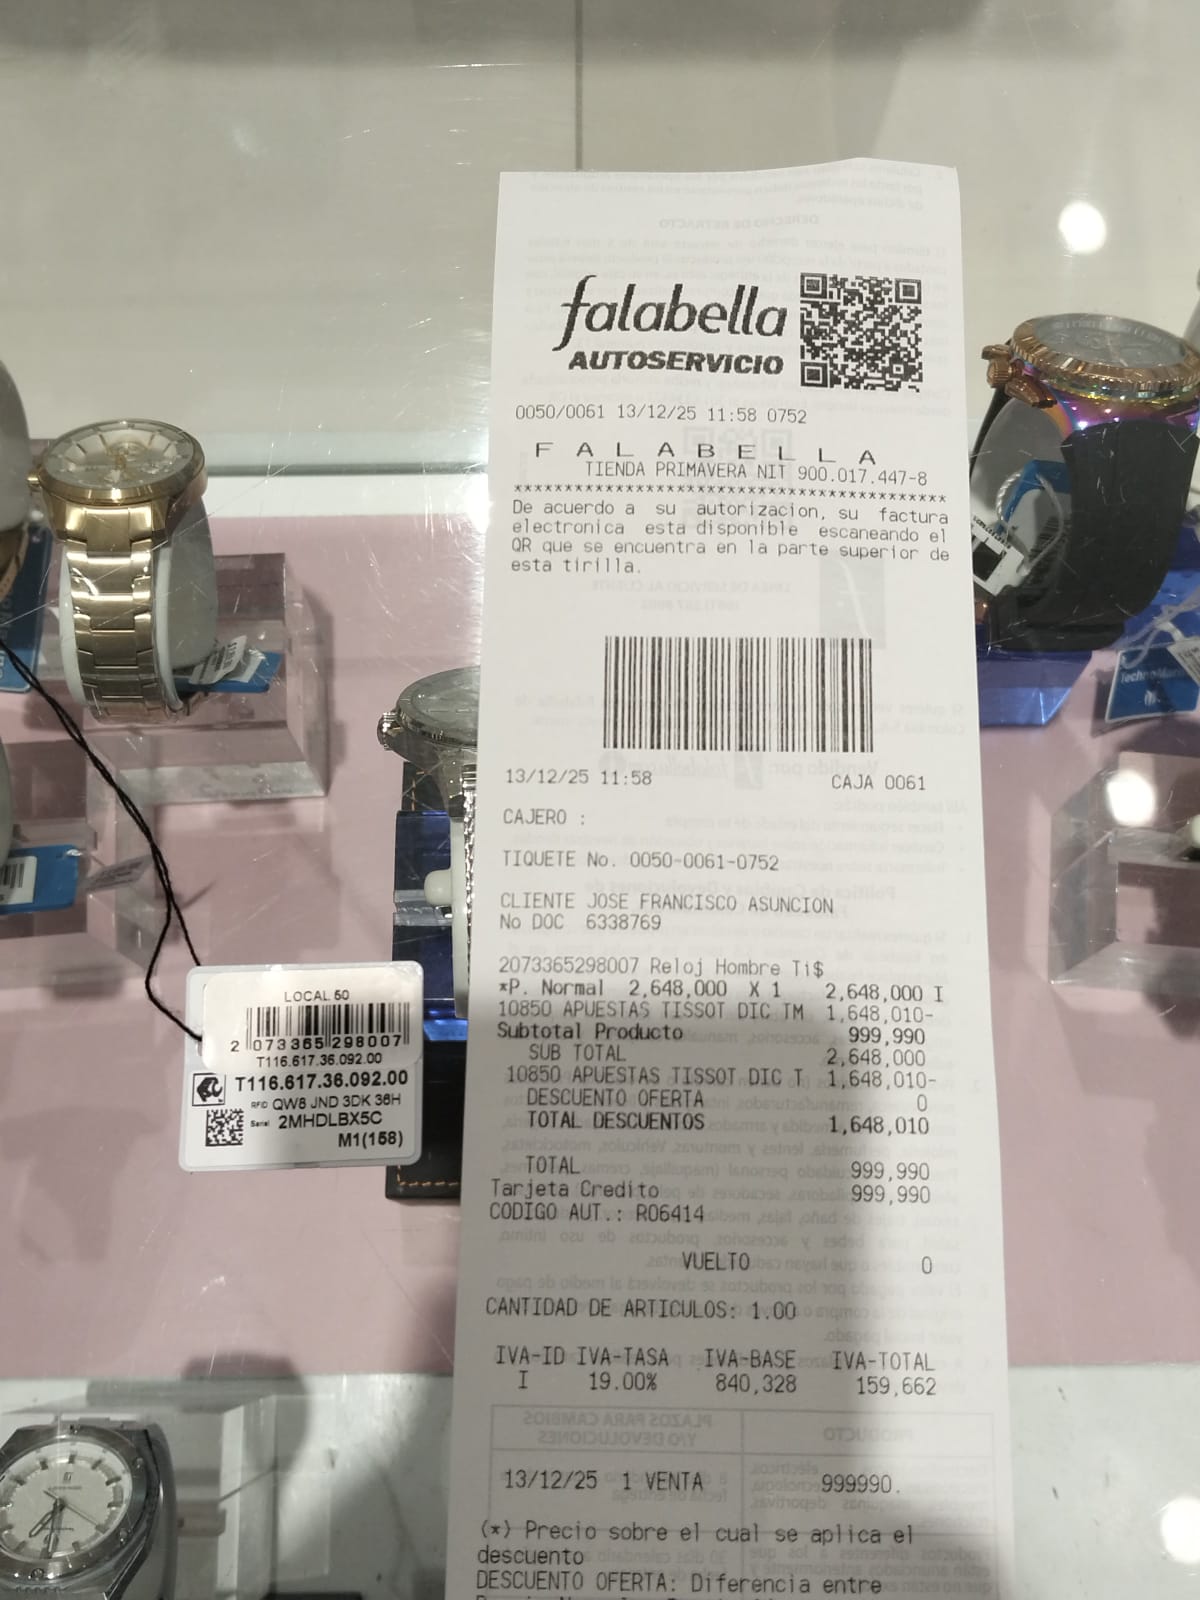 falabella
AUTOSERVICIO
0050/0061 13/12/25 11:58 0752
FALABELLA
TIENDA PRIMAVERA NIT 900.017.447-8
******************************************
De acuerdo a su autorizacion, su factura
electronica esta disponible escaneando el
QR que se encuentra en la parte superior de
esta tirilla.
13/12/25 11:58 CAJA 0061
CAJERO :
TIQUETE No. 0050-0061-0752
CLIENTE JOSE FRANCISCO ASUNCION
No DOC 6338769
2073365298007 Reloj Hombre Ti$
*P. Normal 2,648,000 X 1 2,648,000 I
10850 APUESTAS TISSOT DIC TM 1,648,010-
Subtotal Producto 999,990
SUB TOTAL 2,648,000
10850 APUESTAS TISSOT DIC T 1,648,010-
DESCUENTO OFERTA 0
TOTAL DESCUENTOS 1,648,010
TOTAL 999,990
Tarjeta Credito 999,990
CODIGO AUT.: R06414
VUELTO 0
CANTIDAD DE ARTICULOS: 1.00
IVA-ID IVA-TASA IVA-BASE IVA-TOTAL
I 19.00% 840,328 159,662
13/12/25 1 VENTA 999990.
(*) Precio sobre el cual se aplica el
descuento
DESCUENTO OFERTA: Diferencia entre
LOCAL 50
2 073365 298007
T116.617.36.092.00
T116.617.36.092.00
RFID QW8 JND 3DK 36H
Serial 2MHDLBX5C
M1(158)
TechnoMarine